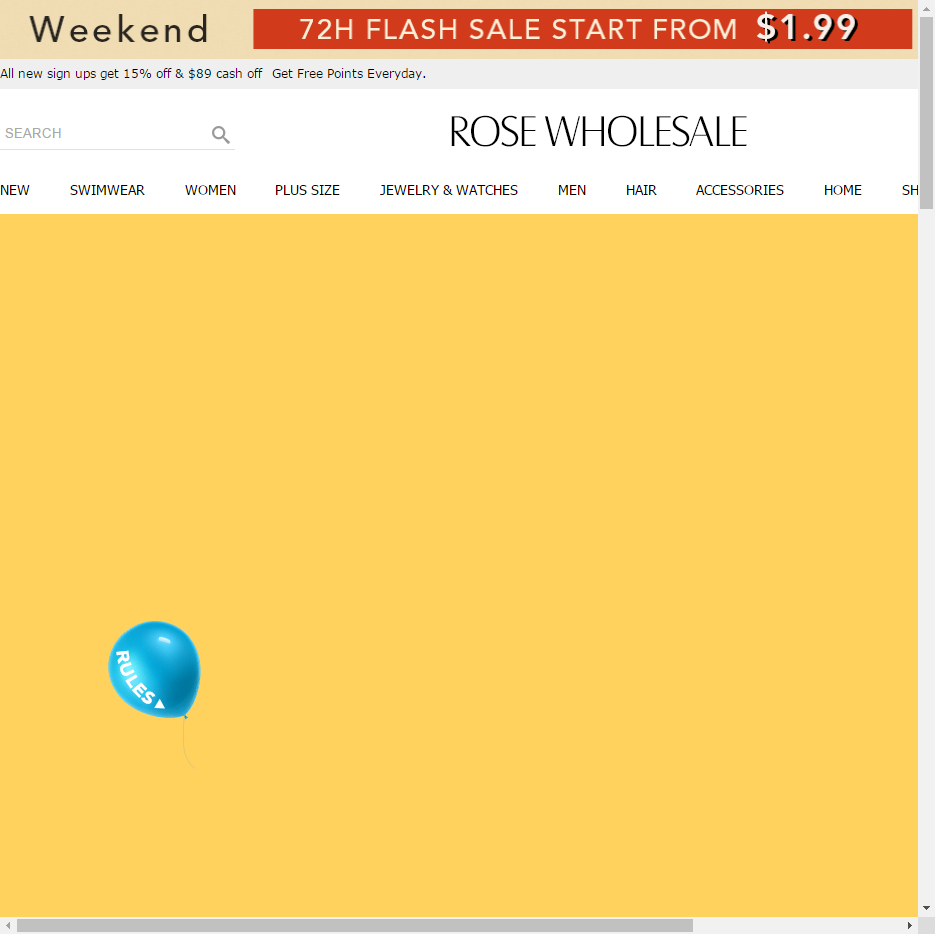 Weekend 72H FLASH SALE START FROM $1.99
All new sign ups get 15% off & $89 cash off Get Free Points Everyday.
SEARCH
ROSE WHOLESALE
NEW SWIMWEAR WOMEN PLUS SIZE JEWELRY & WATCHES MEN HAIR ACCESSORIES HOME SH
RULES